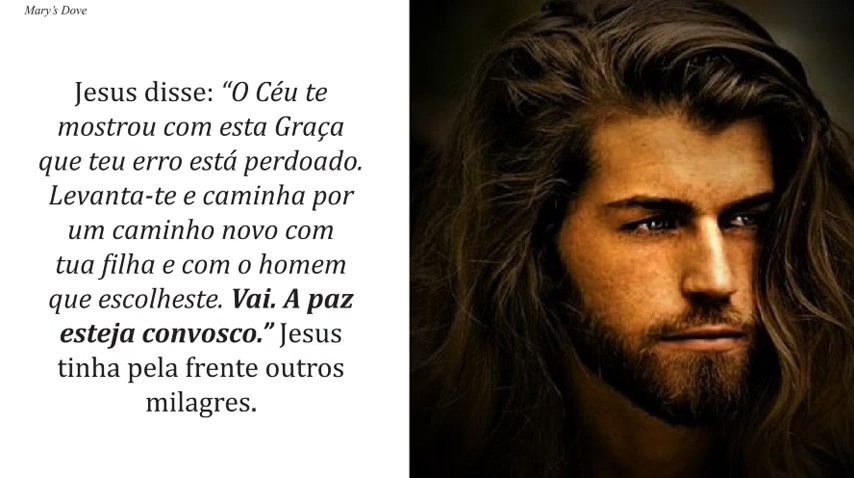 Mary's Dove
Jesus disse: “O Céu te
mostrou com esta Graça
que teu erro está perdoado.
Levanta-te e caminha por
um caminho novo com
tua filha e com o homem
que escolheste. Vai. A paz
esteja convosco.” Jesus
tinha pela frente outros
milagres.